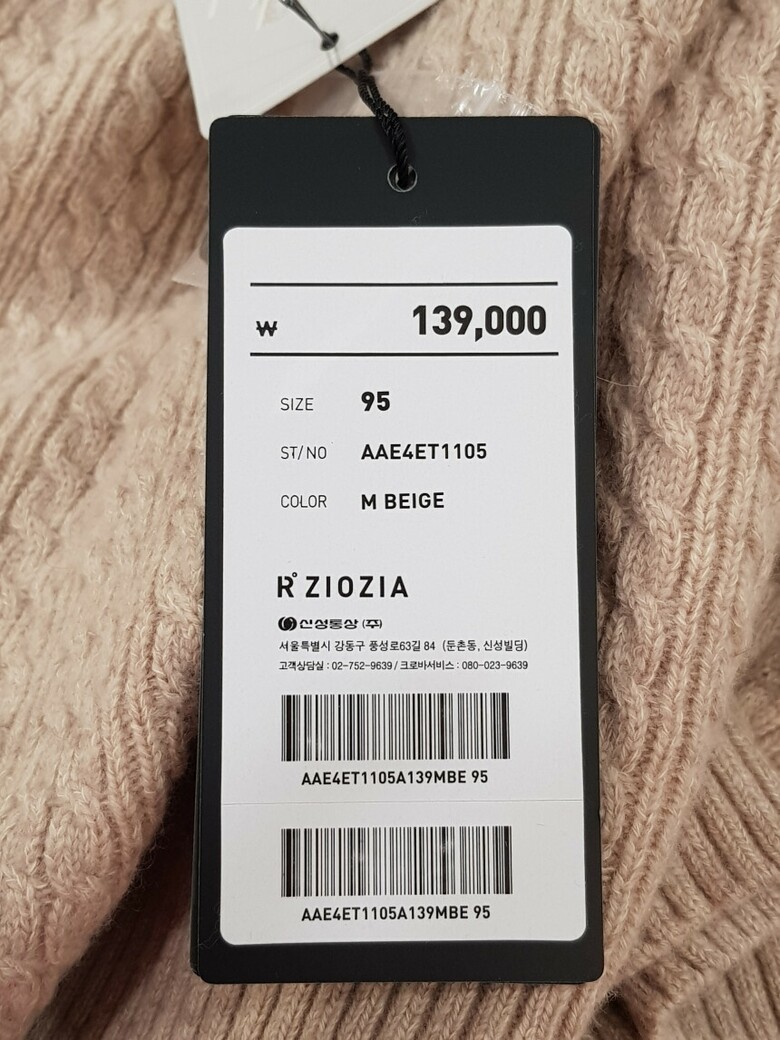 ₩ 139,000
SIZE 95
ST/NO AAE4ET1105
COLOR M BEIGE
R° ZIOZIA
신성통상 (주)
서울특별시 강동구 풍성로63길 84 (둔촌동, 신성빌딩)
고객상담실 : 02-752-9639 / 크로바서비스 : 080-023-9639
AAE4ET1105A139MBE 95
AAE4ET1105A139MBE 95